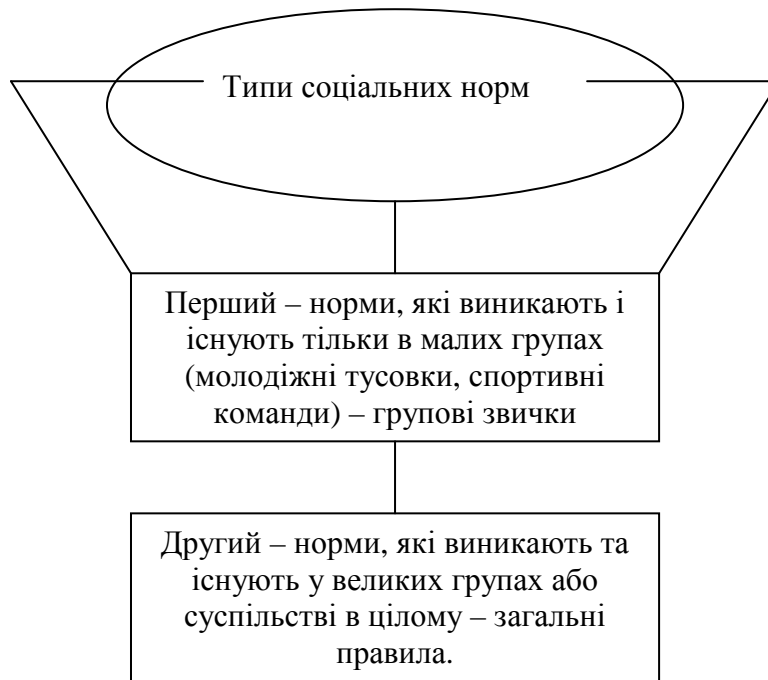 Типи соціальних норм
Перший – норми, які виникають і
існують тільки в малих групах
(молодіжні тусовки, спортивні
команди) – групові звички
Другий – норми, які виникають та
існують у великих групах або
суспільстві в цілому – загальні
правила.